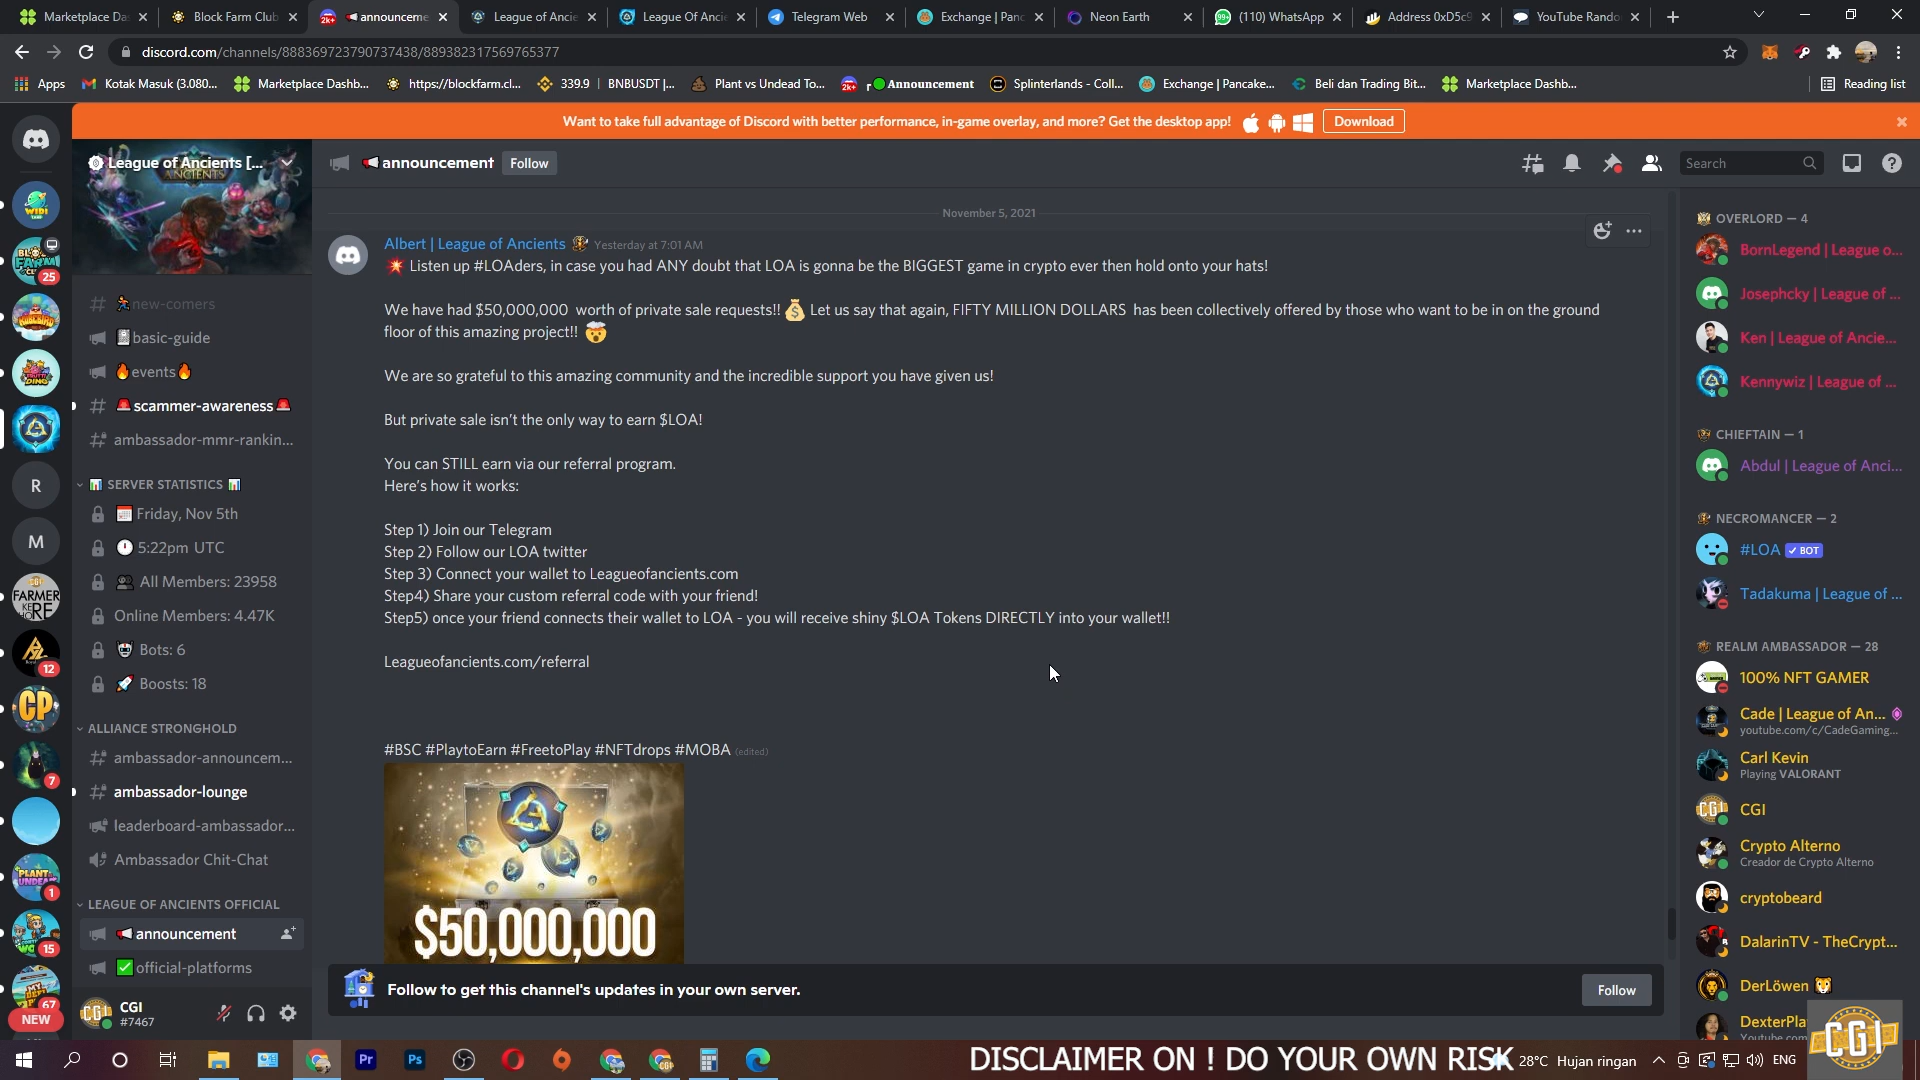 Marketplace Da
Block Farm Club
announceme
League of Ancie
League Of Ancie
Telegram Web
Exchange | Panc
Neon Earth
(110) WhatsApp
Address 0xD5c9
YouTube Rando
discord.com/channels/888369723790737438/889382317569765377
Apps
Kotak Masuk (3.080...
Marketplace Dashb...
https://blockfarm.cl...
339.9 | BNBUSDT |...
Plant vs Undead To...
Announcement
Splinterlands - Coll...
Exchange | Pancake...
Beli dan Trading Bit...
Marketplace Dashb...
Reading list
Want to take full advantage of Discord with better performance, in-game overlay, and more? Get the desktop app!
Download
League of Ancients [...
announcement
Follow
Search
new-comers
basic-guide
events
scammer-awareness
ambassador-mmr-rankin...
SERVER STATISTICS
Friday, Nov 5th
5:22pm UTC
All Members: 23958
Online Members: 4.47K
Bots: 6
Boosts: 18
ALLIANCE STRONGHOLD
ambassador-announcem...
ambassador-lounge
leaderboard-ambassador...
Ambassador Chit-Chat
LEAGUE OF ANCIENTS OFFICIAL
announcement
official-platforms
CGI
#7467
NEW
November 5, 2021
Albert | League of Ancients Yesterday at 7:01 AM
Listen up #LOAders, in case you had ANY doubt that LOA is gonna be the BIGGEST game in crypto ever then hold onto your hats!
We have had $50,000,000 worth of private sale requests!! Let us say that again, FIFTY MILLION DOLLARS has been collectively offered by those who want to be in on the ground
floor of this amazing project!!
We are so grateful to this amazing community and the incredible support you have given us!
But private sale isn't the only way to earn $LOA!
You can STILL earn via our referral program.
Here's how it works:
Step 1) Join our Telegram
Step 2) Follow our LOA twitter
Step 3) Connect your wallet to Leagueofancients.com
Step4) Share your custom referral code with your friend!
Step5) once your friend connects their wallet to LOA - you will receive shiny $LOA Tokens DIRECTLY into your wallet!!
Leagueofancients.com/referral
#BSC #PlaytoEarn #FreetoPlay #NFTdrops #MOBA (edited)
$50,000,000
Follow to get this channel's updates in your own server.
Follow
OVERLORD — 4
BornLegend | League o...
Josephcky | League of ...
Ken | League of Ancie...
Kennywiz | League of ...
CHIEFTAIN — 1
Abdul | League of Anci...
NECROMANCER — 2
#LOA BOT
Tadakuma | League of ...
REALM AMBASSADOR — 28
100% NFT GAMER
Cade | League of An...
youtube.com/c/CadeGaming...
Carl Kevin
Playing VALORANT
CGI
Crypto Alterno
Creador de Crypto Alterno
cryptobeard
DalarinTV - TheCrypt...
DerLöwen
DexterPla
Youtube.com
CGI
DISCLAIMER ON ! DO YOUR OWN RISK
28°C Hujan ringan
ENG